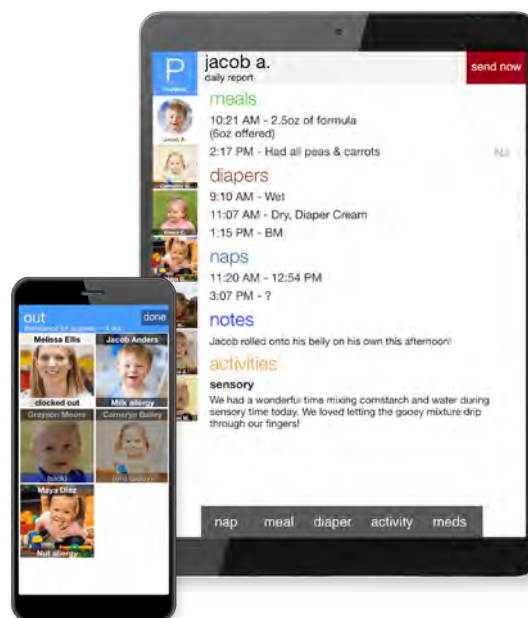 P
jacob a.
daily report
send now
meals
10:21 AM - 2.5oz of formula
(6oz offered)
2:17 PM - Had all peas & carrots
diapers
9:10 AM - Wet
11:07 AM - Dry, Diaper Cream
1:15 PM - BM
naps
11:20 AM - 12:54 PM
3:07 PM - ?
notes
Jacob rolled onto his belly on his own this afternoon!
activities
sensory
We had a wonderful time mixing cornstarch and water during
sensory time today. We loved letting the gooey mixture drip
through our fingers!
nap meal diaper activity meds
out
done
Melissa Ellis
clocked out
Jacob Anders
Milk allergy
Grayson Moore
(sick)
Cameryn Bailey
Maya Diaz
Nut allergy